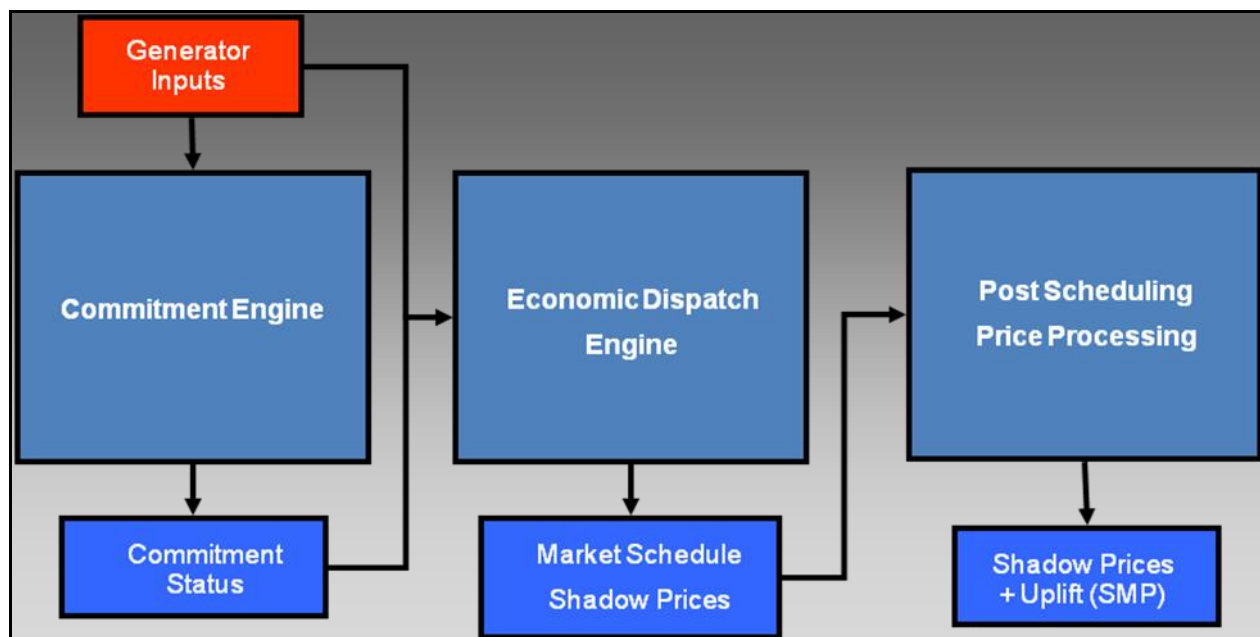 Generator
Inputs
Commitment Engine
Economic Dispatch
Engine
Post Scheduling
Price Processing
Commitment
Status
Market Schedule
Shadow Prices
Shadow Prices
+ Uplift (SMP)